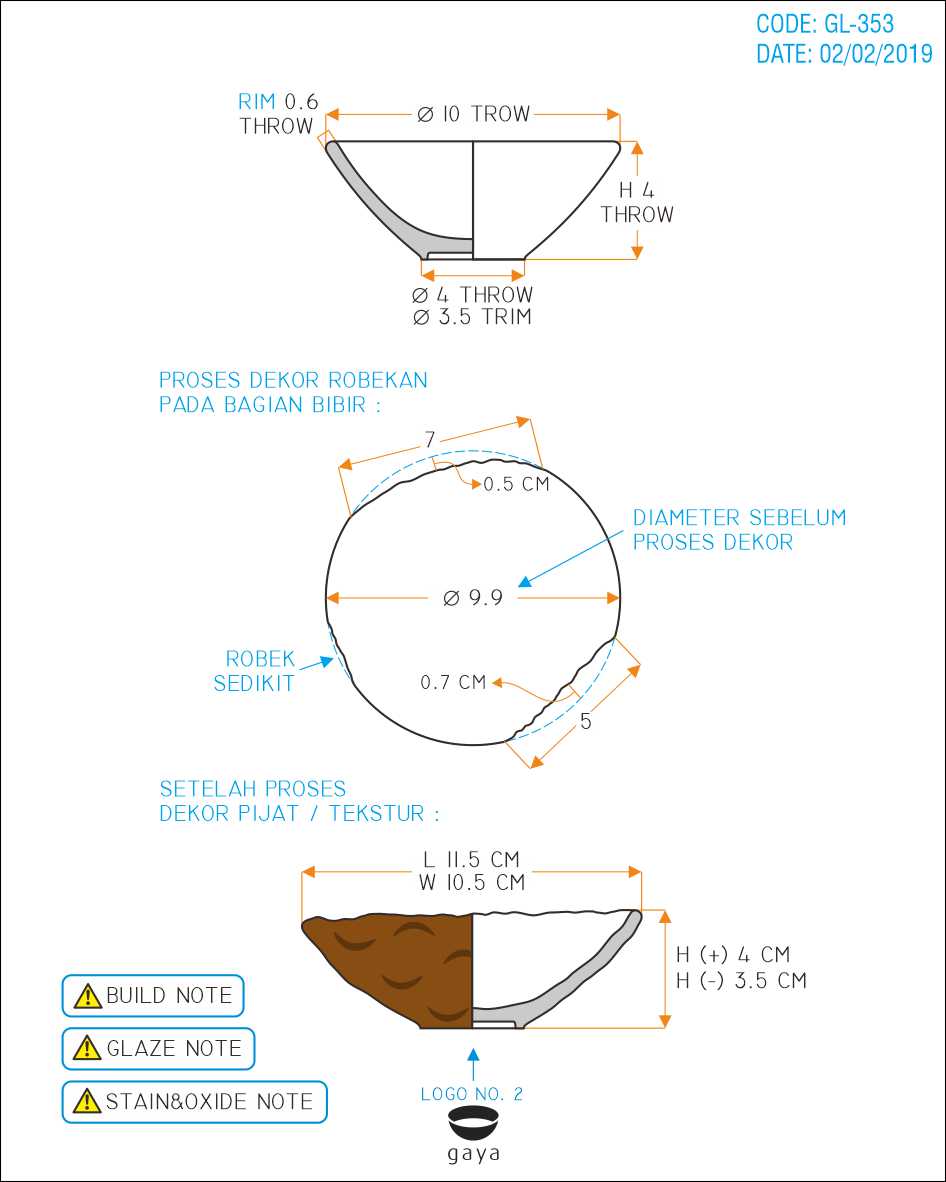 CODE: GL-353
DATE: 02/02/2019
RIM 0.6
THROW
Ø 10 TROW
H 4
THROW
Ø 4 THROW
Ø 3.5 TRIM
PROSES DEKOR ROBEKAN
PADA BAGIAN BIBIR :
7
0.5 CM
DIAMETER SEBELUM
PROSES DEKOR
Ø 9.9
ROBEK
SEDIKIT
0.7 CM
5
SETELAH PROSES
DEKOR PIJAT / TEKSTUR :
L 11.5 CM
W 10.5 CM
H (+) 4 CM
H (-) 3.5 CM
BUILD NOTE
GLAZE NOTE
STAIN&OXIDE NOTE
LOGO NO. 2
gaya